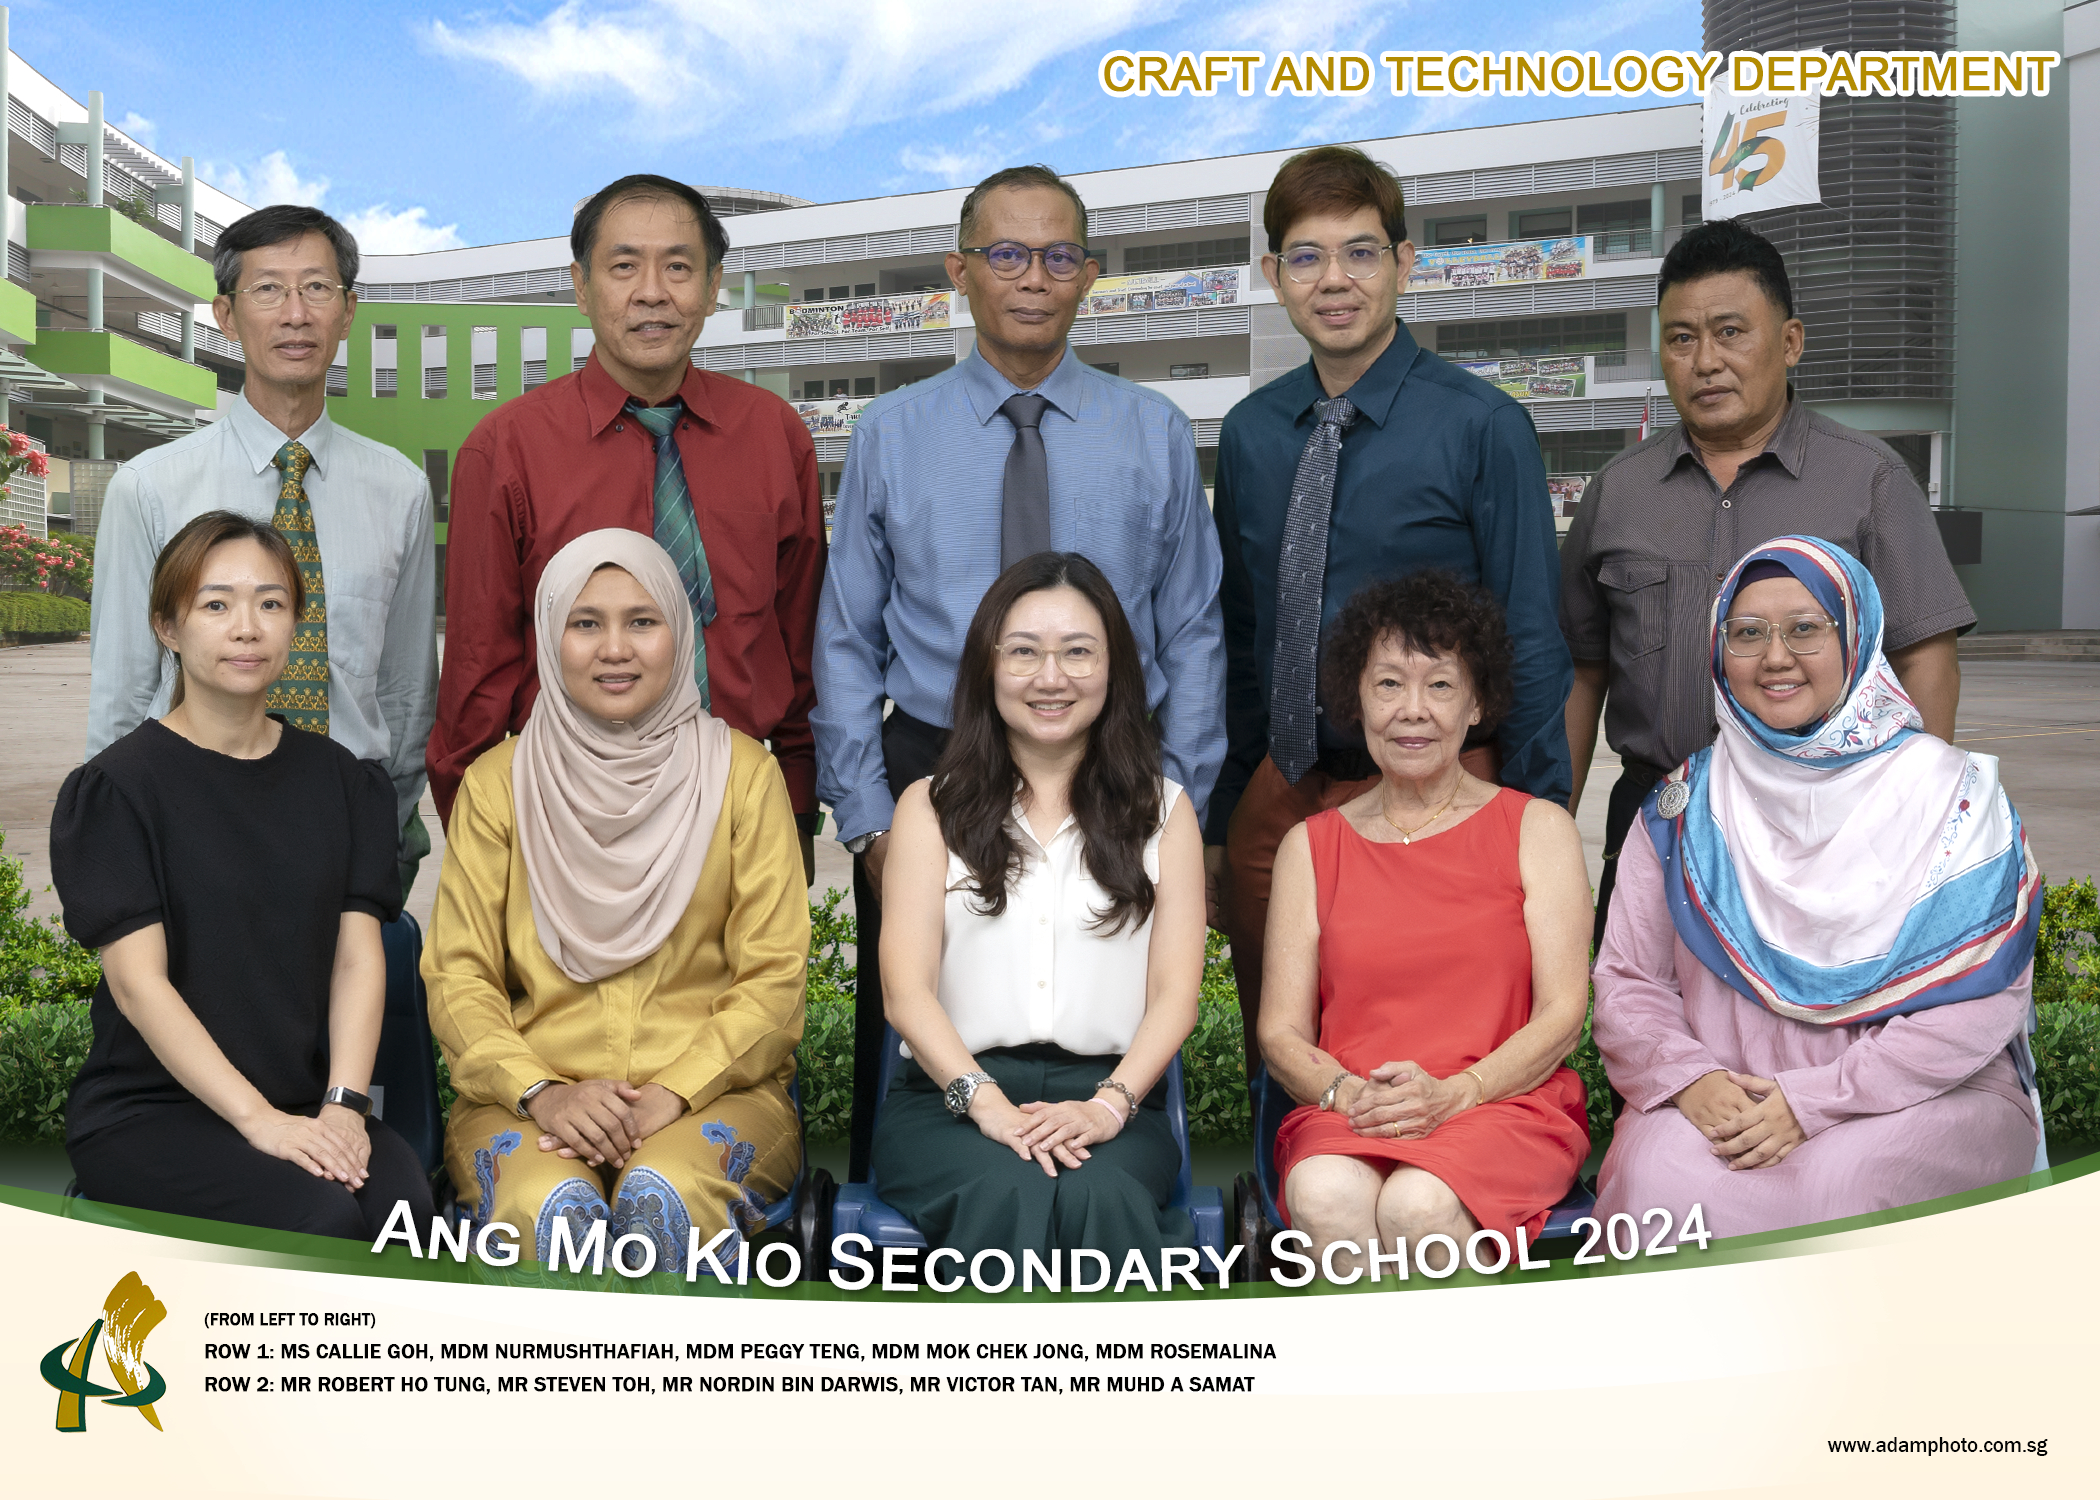 CRAFT AND TECHNOLOGY DEPARTMENT
Celebrating
45
BADMINTON
ANG MO KIO SECONDARY SCHOOL 2024
(FROM LEFT TO RIGHT)
ROW 1: MS CALLIE GOH, MDM NURMUSHTHAFIAH, MDM PEGGY TENG, MDM MOK CHEK JONG, MDM ROSEMALINA
ROW 2: MR ROBERT HO TUNG, MR STEVEN TOH, MR NORDIN BIN DARWIS, MR VICTOR TAN, MR MUHD A SAMAT
www.adamphoto.com.sg